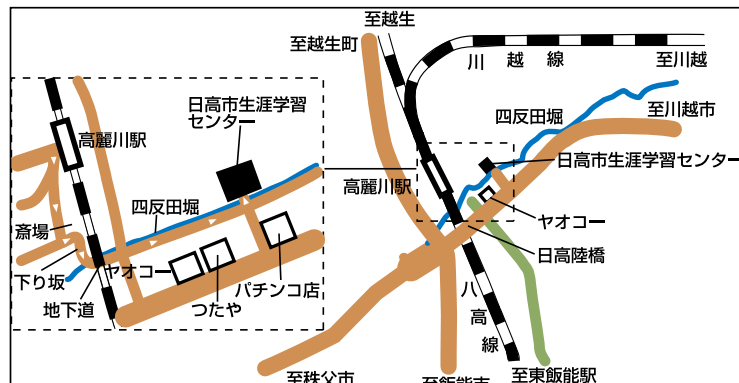 高麗川駅
日高市生涯学習
センター
四反田堀
斎場
下り坂
地下道
ヤオコー
つたや
パチンコ店
至越生
至越生町
川越線
至川越
四反田堀
至川越市
日高市生涯学習センター
高麗川駅
ヤオコー
日高陸橋
八高線
至秩父市
至飯能市
至東飯能駅